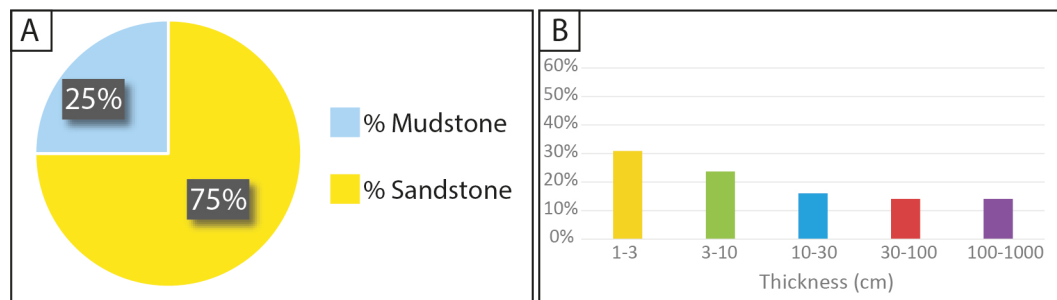 A
25%
75%
% Mudstone
% Sandstone
B
60%
50%
40%
30%
20%
10%
0%
1-3 3-10 10-30 30-100 100-1000
Thickness (cm)